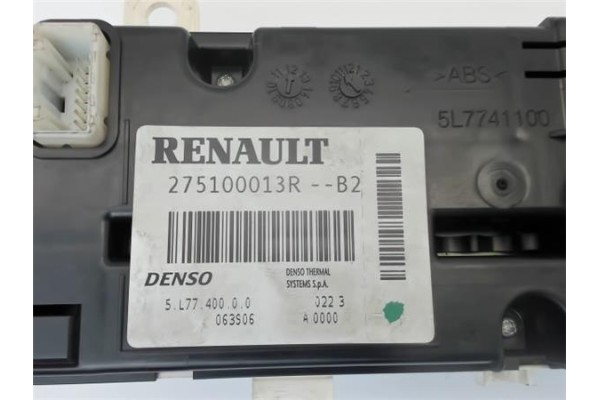 >ABS<
5L7741100
RENAULT
275100013R --B2
DENSO
DENSO THERMAL
SYSTEMS S.p.A.
5.L77.400.0.0 022 3
063S06 A 0000